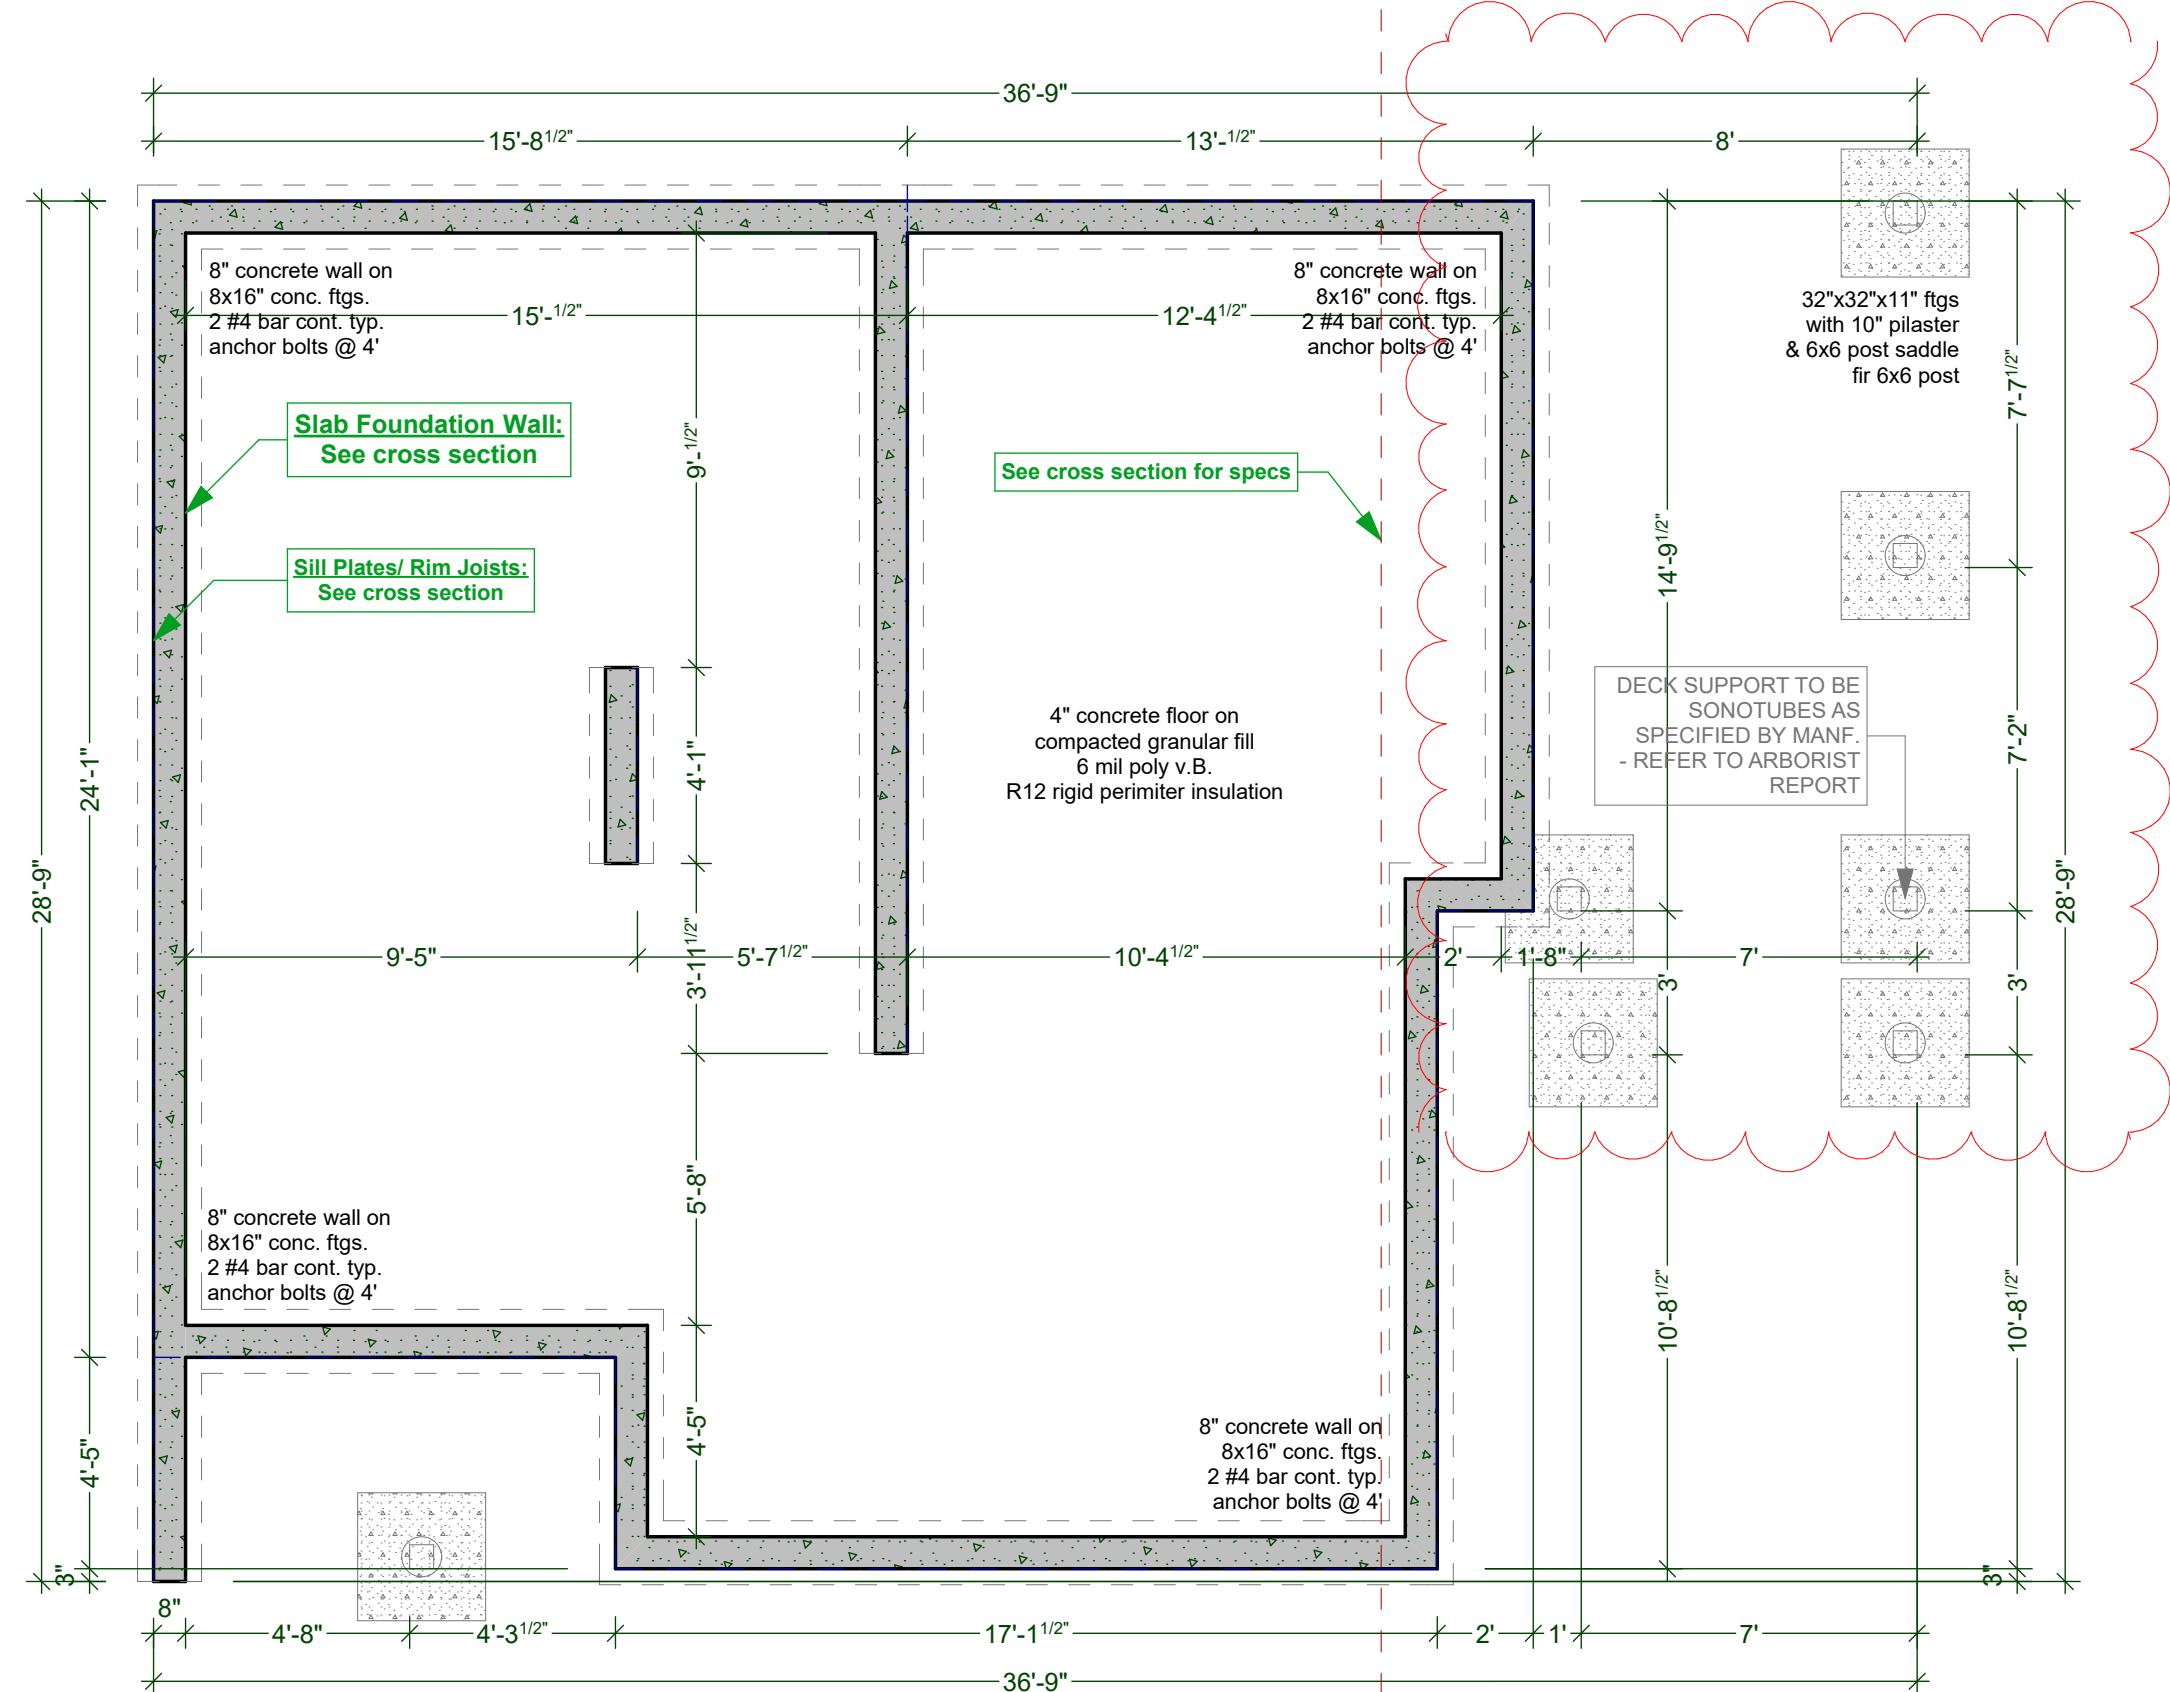 36'-9"
15'-8 1/2"
13'-1/2"
8'
8" concrete wall on
8x16" conc. ftgs.
2 #4 bar cont. typ.
anchor bolts @ 4'
8" concrete wall on
8x16" conc. ftgs.
2 #4 bar cont. typ.
anchor bolts @ 4'
15'-1/2"
12'-4 1/2"
32"x32"x11" ftgs
with 10" pilaster
& 6x6 post saddle
fir 6x6 post
7'-7 1/2"
Slab Foundation Wall:
See cross section
9'-1/2"
See cross section for specs
14'-9 1/2"
Sill Plates/ Rim Joists:
See cross section
DECK SUPPORT TO BE
SONOTUBES AS
SPECIFIED BY MANF.
- REFER TO ARBORIST
REPORT
4" concrete floor on
compacted granular fill
6 mil poly v.B.
R12 rigid perimiter insulation
24'-1"
4'-1"
7'-2"
28'-9"
28'-9"
9'-5"
3'-11 1/2"
5'-7 1/2"
10'-4 1/2"
2'
1'-8"
7'
3'
3'
5'-8"
8" concrete wall on
8x16" conc. ftgs.
2 #4 bar cont. typ.
anchor bolts @ 4'
10'-8 1/2"
10'-8 1/2"
4'-5"
4'-5"
8" concrete wall on
8x16" conc. ftgs.
2 #4 bar cont. typ.
anchor bolts @ 4'
3"
3"
8"
4'-8"
4'-3 1/2"
17'-1 1/2"
2'
1'
7'
36'-9"